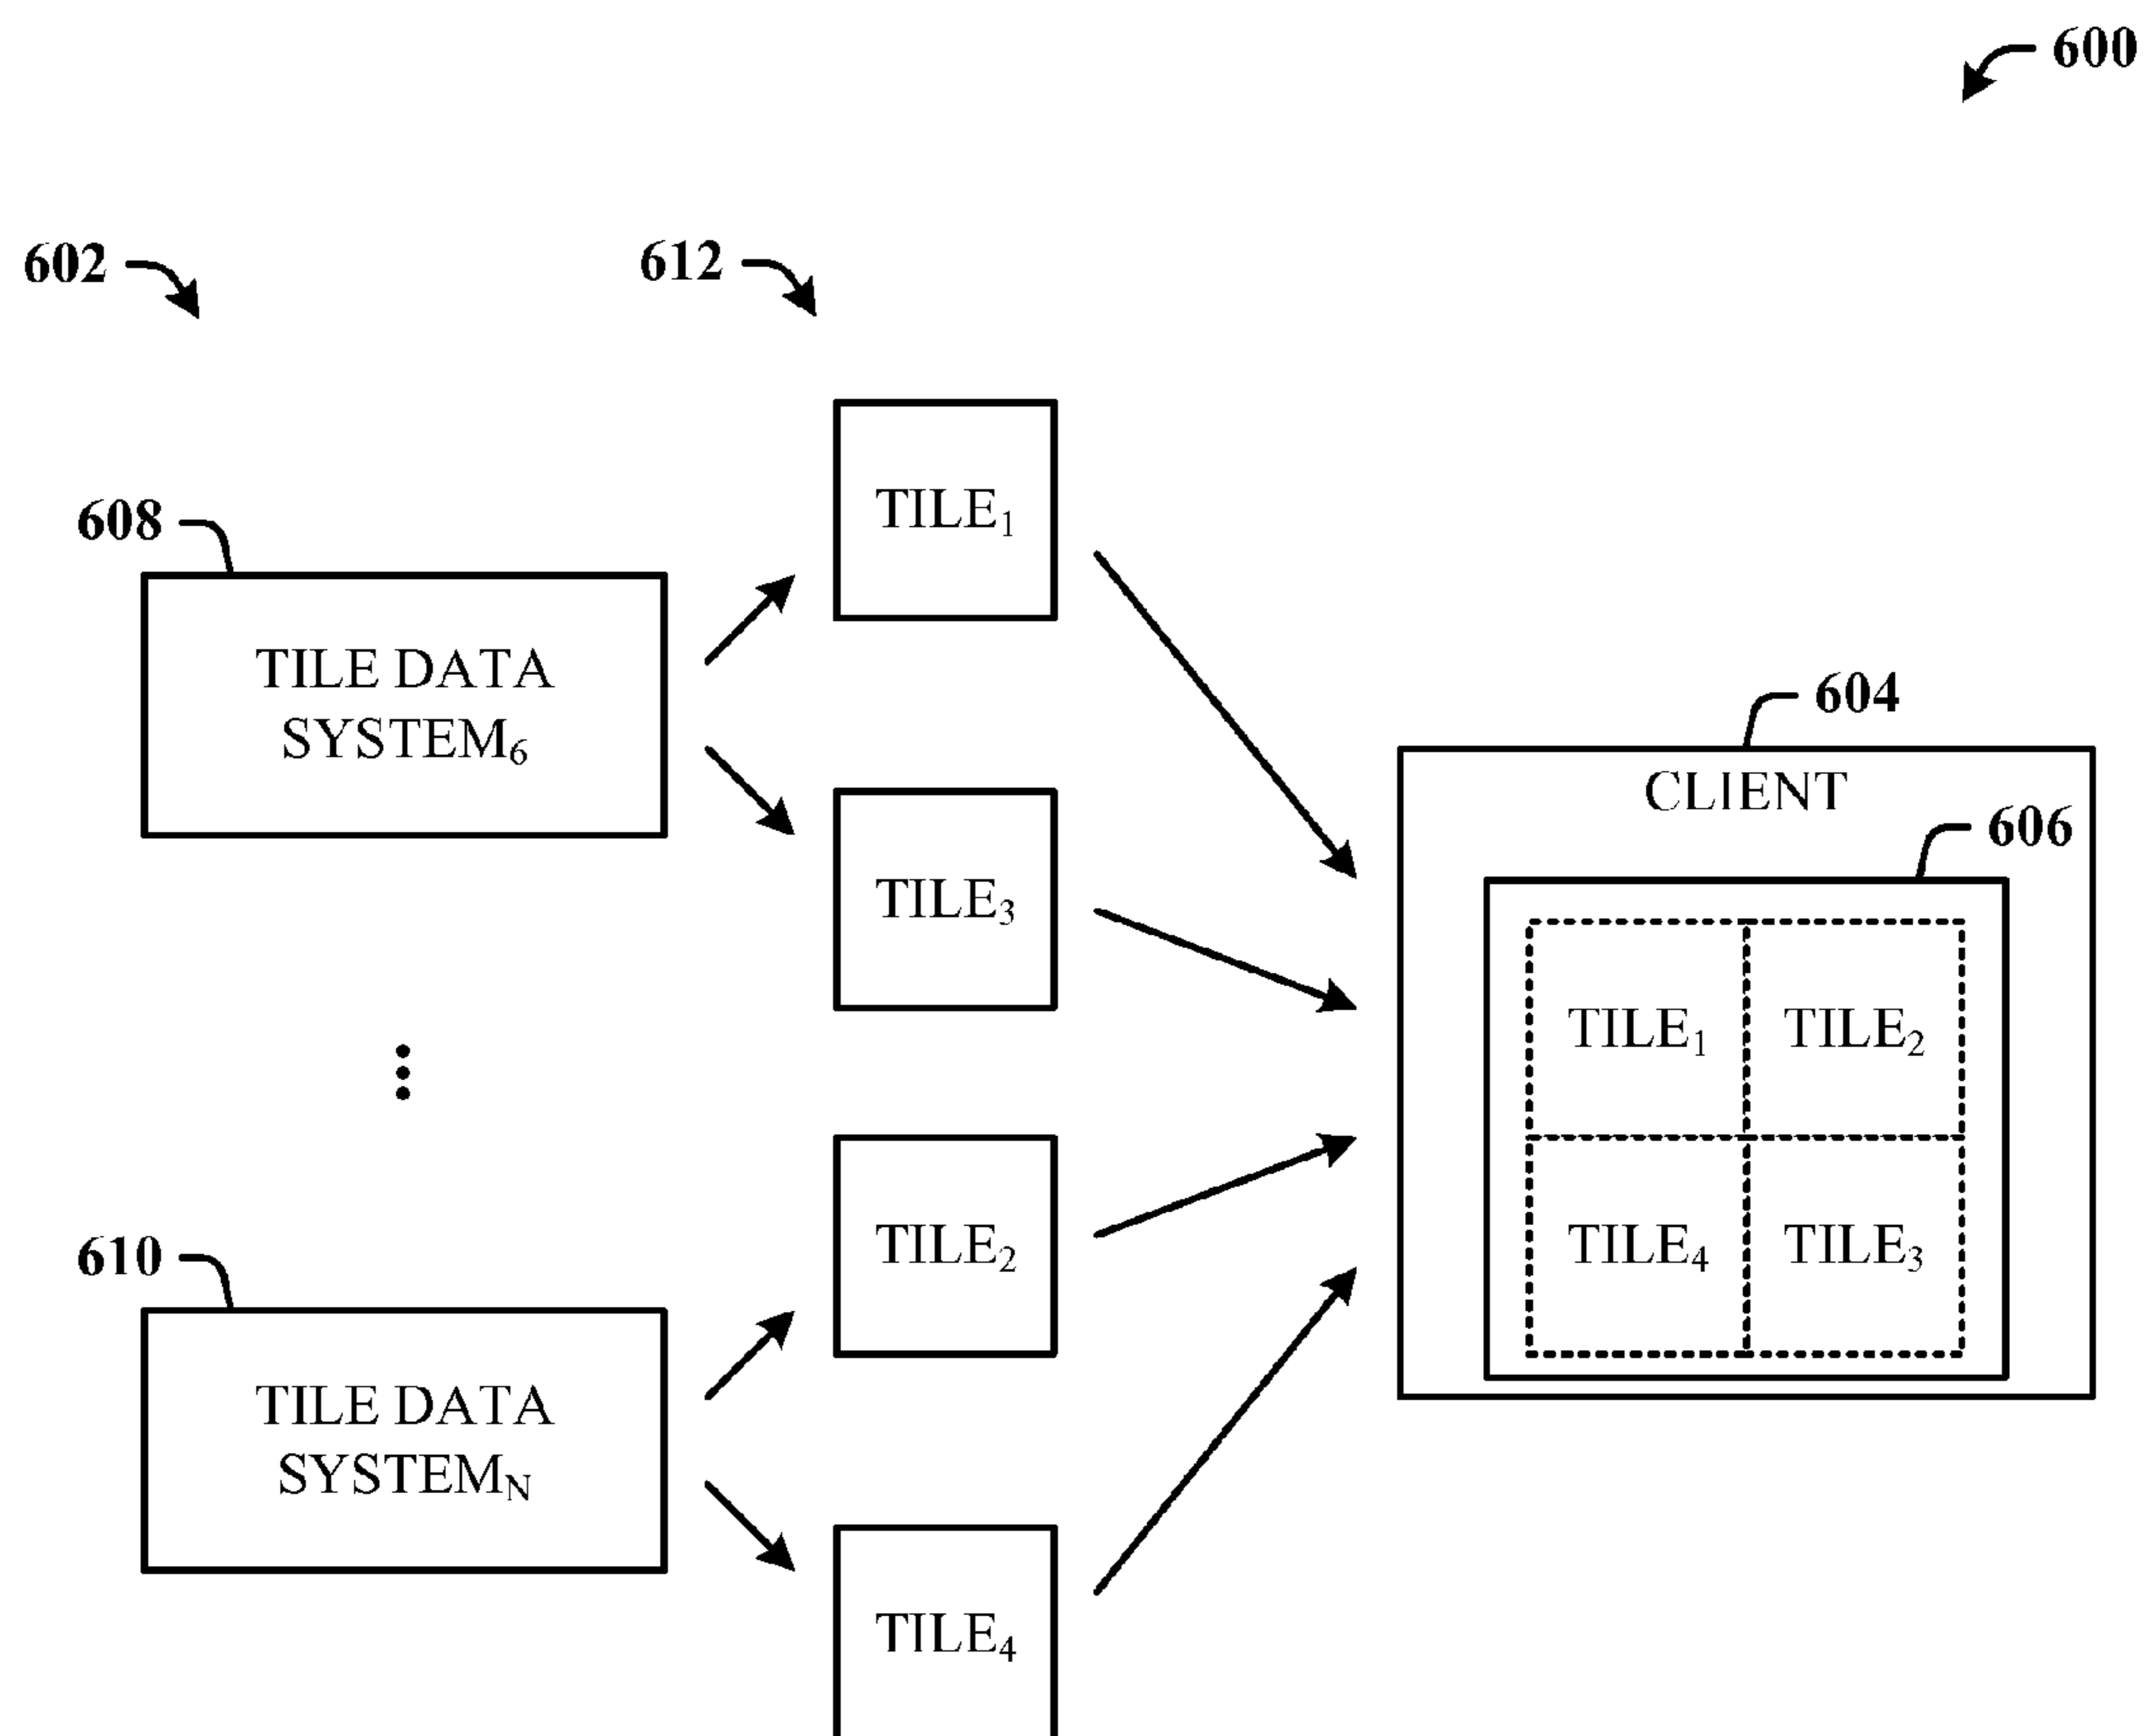 600
602
612
TILE₁
608
TILE DATA
SYSTEM₆
604
CLIENT
606
TILE₃
TILE₁ TILE₂
TILE₂
TILE₄ TILE₃
610
TILE DATA
SYSTEMₙ
TILE₄